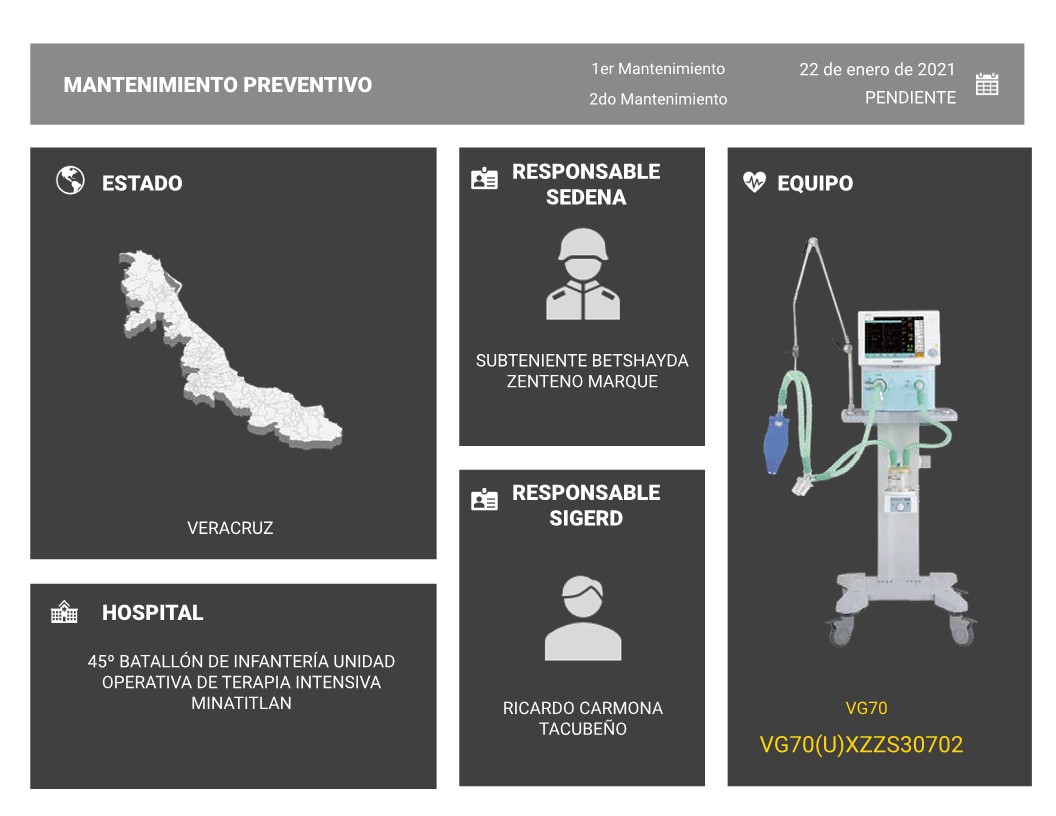 MANTENIMIENTO PREVENTIVO
1er Mantenimiento
22 de enero de 2021
2do Mantenimiento
PENDIENTE
ESTADO
VERACRUZ
HOSPITAL
45º BATALLÓN DE INFANTERÍA UNIDAD
OPERATIVA DE TERAPIA INTENSIVA
MINATITLAN
RESPONSABLE
SEDENA
SUBTENIENTE BETSHAYDA
ZENTENO MARQUE
RESPONSABLE
SIGERD
RICARDO CARMONA
TACUBEÑO
EQUIPO
VG70
VG70(U)XZZS30702